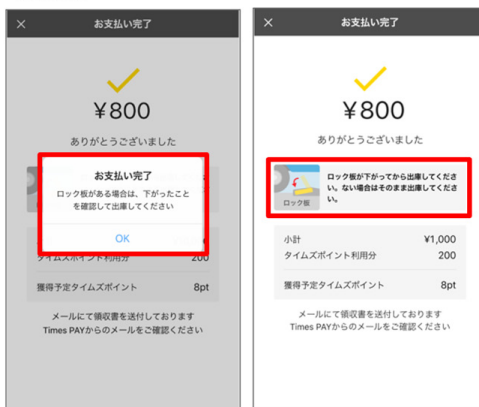 × お支払い完了
¥800
ありがとうございました
お支払い完了
ロック板がある場合は、下がったこと
を確認して出庫してください
OK
タイムズポイント利用分 200
獲得予定タイムズポイント 8pt
メールにて領収書を送付しております
Times PAYからのメールをご確認ください
× お支払い完了
¥800
ありがとうございました
ロック板が下がってから出庫してくださ
い。ない場合はそのまま出庫してくださ
い。
ロック板
小計 ¥1,000
タイムズポイント利用分 200
獲得予定タイムズポイント 8pt
メールにて領収書を送付しております
Times PAYからのメールをご確認ください